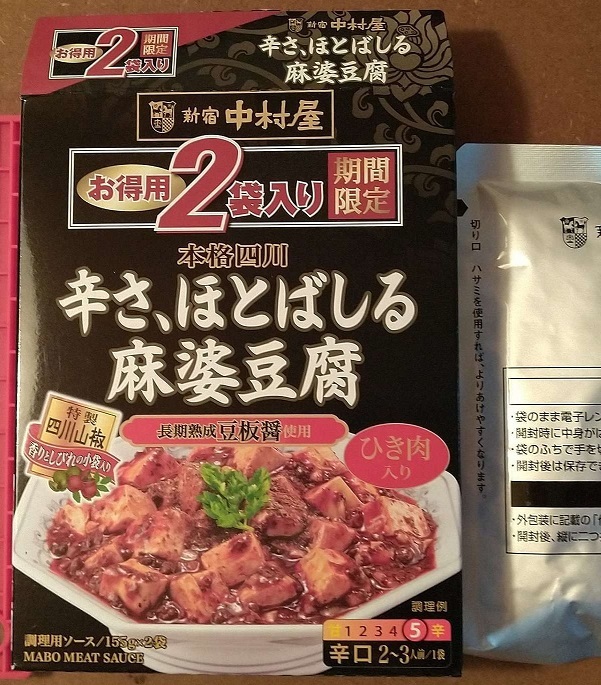 お得用2袋入り
期間
限定
新宿 中村屋
辛さ、ほとばしる
麻婆豆腐
新宿 中村屋
お得用2袋入り
期間
限定
本格四川
辛さ、ほとばしる
麻婆豆腐
特製
四川山椒
香りとしびれの小袋入り
長期熟成豆板醤使用
ひき肉
入り
調理例
甘 1 2 3 4 5 辛
辛口 2~3人前/1袋
調理用ソース/155g×2袋
MABO MEAT SAUCE
切り口 ハサミを使用すれば、よりあけやすくなります。
・袋のまま電子レン
・開封時に中身が
・袋のふちで手を
・開封後は保存で
・外包装に記載の「
・開封後、縦に二つ